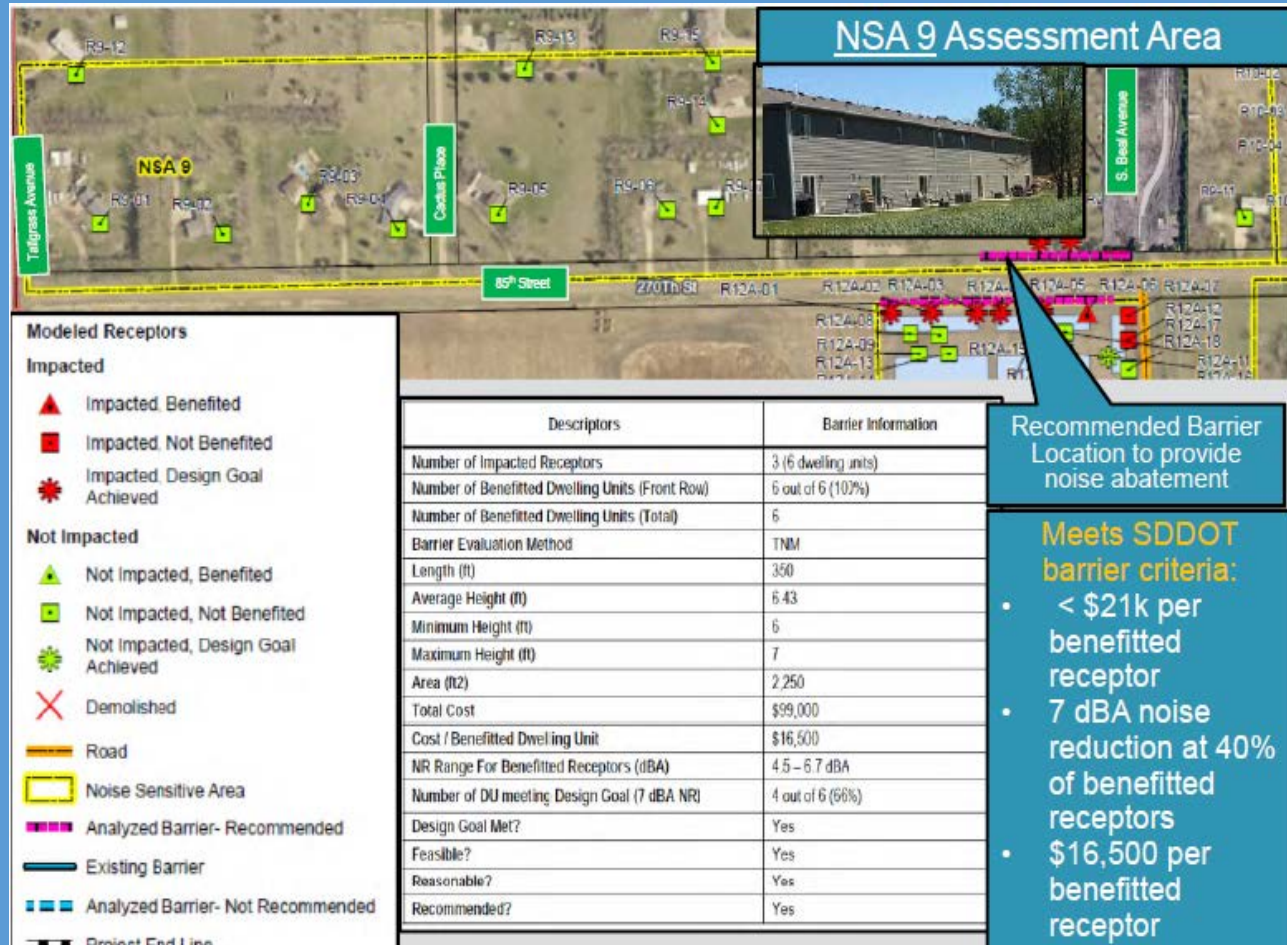 NSA 9 Assessment Area
R9-12
R9-13
R9-15
R9-14
NSA 9
R9-01
R9-02
R9-03
R9-04
R9-05
R9-06
R9-11
Tallgrass Avenue
Cactus Place
S. Beal Avenue
R10-02
R10-03
R10-04
85th Street
270Th St
R12A-01
R12A-02
R12A-03
R12A-05
R12A-06
R12A-07
R12A-08
R12A-12
R12A-17
R12A-09
R12A-18
R12A-13
R12A-11
Recommended Barrier
Location to provide
noise abatement
Modeled Receptors
Impacted
Impacted, Benefited
Impacted, Not Benefited
Impacted, Design Goal
Achieved
Not Impacted
Not Impacted, Benefited
Not Impacted, Not Benefited
Not Impacted, Design Goal
Achieved
Demolished
Road
Noise Sensitive Area
Analyzed Barrier- Recommended
Existing Barrier
Analyzed Barrier- Not Recommended
Project End Line
Descriptors Barrier Information
Number of Impacted Receptors 3 (6 dwelling units)
Number of Benefitted Dwelling Units (Front Row) 6 out of 6 (100%)
Number of Benefitted Dwelling Units (Total) 6
Barrier Evaluation Method TNM
Length (ft) 350
Average Height (ft) 6.43
Minimum Height (ft) 6
Maximum Height (ft) 7
Area (ft2) 2,250
Total Cost $99,000
Cost / Benefitted Dwelling Unit $16,500
NR Range For Benefitted Receptors (dBA) 4.5 – 6.7 dBA
Number of DU meeting Design Goal (7 dBA NR) 4 out of 6 (66%)
Design Goal Met? Yes
Feasible? Yes
Reasonable? Yes
Recommended? Yes
Meets SDDOT
barrier criteria:
• < $21k per
benefitted
receptor
• 7 dBA noise
reduction at 40%
of benefitted
receptors
• $16,500 per
benefitted
receptor